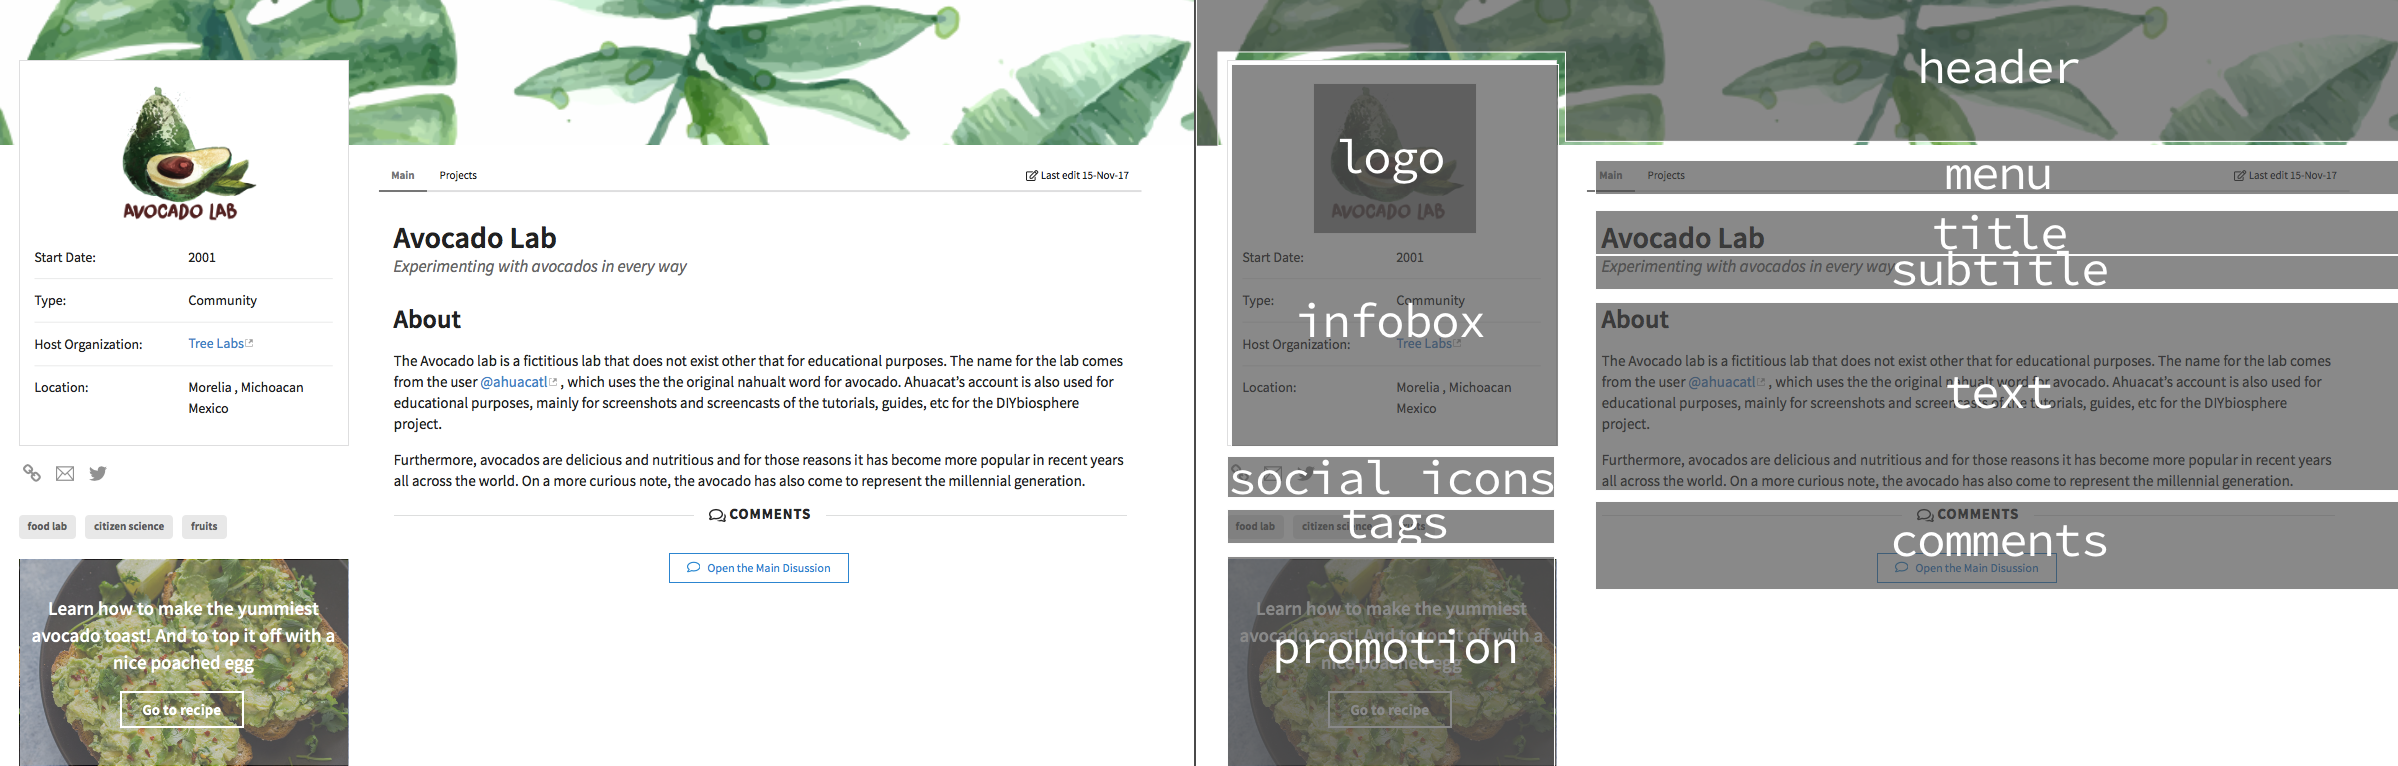 AVOCADO LAB
Start Date: 2001
Type: Community
Host Organization: Tree Labs
Location: Morelia , Michoacan
Mexico
food lab citizen science fruits
Learn how to make the yummiest
avocado toast! And to top it off with a
nice poached egg
Go to recipe
Main Projects Last edit 15-Nov-17
Avocado Lab
Experimenting with avocados in every way
About
The Avocado lab is a fictitious lab that does not exist other that for educational purposes. The name for the lab comes
from the user @ahuacatl , which uses the the original nahualt word for avocado. Ahuacat's account is also used for
educational purposes, mainly for screenshots and screencasts of the tutorials, guides, etc for the DIYbiosphere
project.
Furthermore, avocados are delicious and nutritious and for those reasons it has become more popular in recent years
all across the world. On a more curious note, the avocado has also come to represent the millennial generation.
COMMENTS
Open the Main Disussion
header
logo
AVOCADO LAB
Start Date: 2001
Type: Community
infobox
Host Organization: Tree Labs
Location: Morelia , Michoacan
Mexico
social icons
tags
food lab citizen science fruits
Learn how to make the yummiest
avocado toast! And to top it off with a
promotion
nice poached egg
Go to recipe
menu
Main Projects Last edit 15-Nov-17
title
Avocado Lab
subtitle
Experimenting with avocados in every way
About
The Avocado lab is a fictitious lab that does not exist other that for educational purposes. The name for the lab comes
from the user @ahuacatl , which uses the the original nahualt word for avocado. Ahuacat's account is also used for
text
educational purposes, mainly for screenshots and screencasts of the tutorials, guides, etc for the DIYbiosphere
project.
Furthermore, avocados are delicious and nutritious and for those reasons it has become more popular in recent years
all across the world. On a more curious note, the avocado has also come to represent the millennial generation.
COMMENTS
comments
Open the Main Disussion